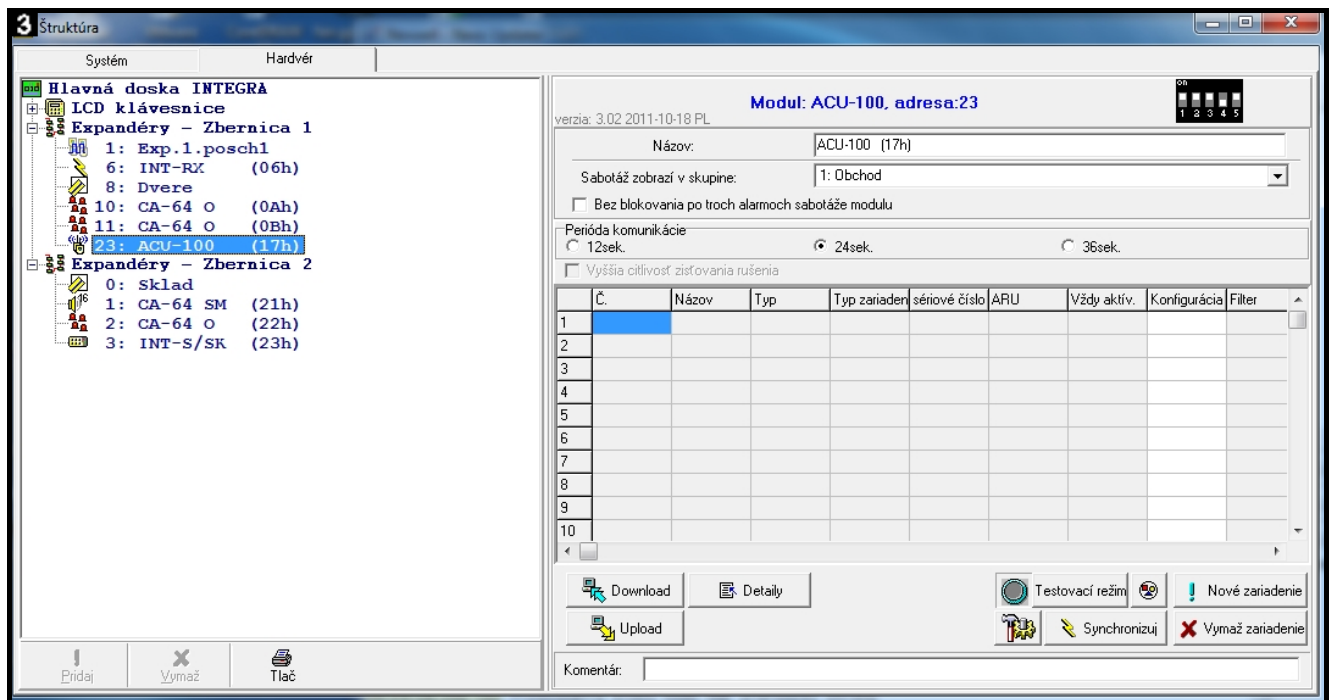 3 Štruktúra
Systém
Hardvér
Hlavná doska INTEGRA
LCD klávesnice
Expandéry - Zbernica 1
1: Exp.1.posch1
6: INT-RX (06h)
8: Dvere
10: CA-64 O (0Ah)
11: CA-64 O (0Bh)
23: ACU-100 (17h)
Expandéry - Zbernica 2
0: Sklad
1: CA-64 SM (21h)
2: CA-64 O (22h)
3: INT-S/SK (23h)
Pridaj
Vymaž
Tlač
Modul: ACU-100, adresa:23
verzia: 3.02 2011-10-18 PL
on
1 2 3 4 5
Názov: ACU-100 (17h)
Sabotáž zobrazí v skupine: 1: Obchod
Bez blokovania po troch alarmoch sabotáže modulu
Perióda komunikácie
12sek. 24sek. 36sek.
Vyššia citlivosť zisťovania rušenia
Č. Názov Typ Typ zariaden sériové číslo ARU Vždy aktív. Konfigurácia Filter
1
2
3
4
5
6
7
8
9
10
Download Detaily Testovací režim Nové zariadenie
Upload Synchronizuj Vymaž zariadenie
Komentár: